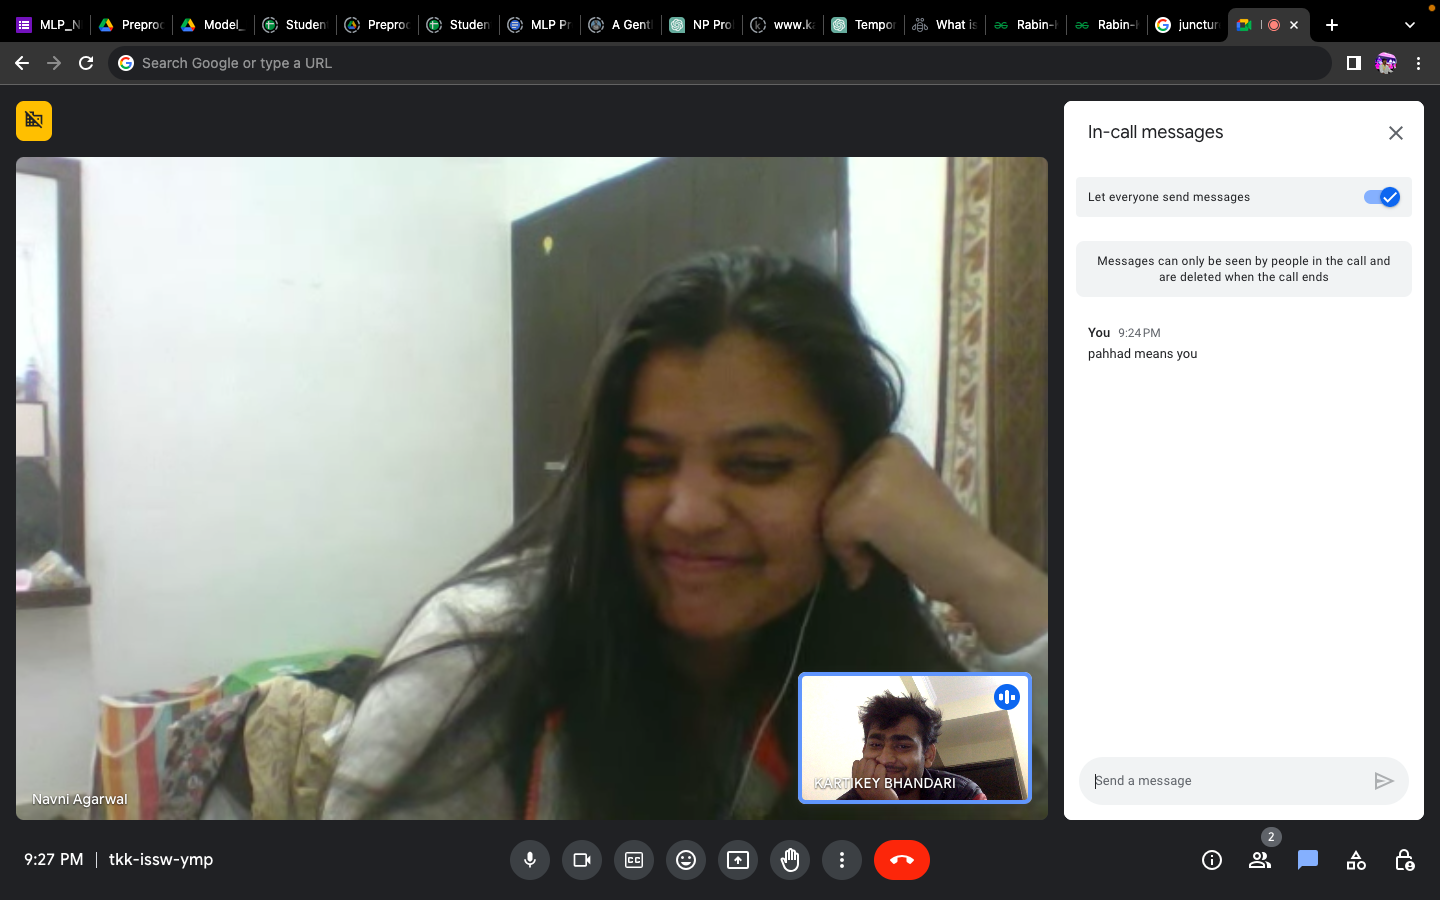 MLP_N
Preproc
Model_
Studen
Preproc
Studen
MLP Pr
A Gentl
NP Pro
www.ka
Tempor
What is
Rabin-K
Rabin-K
junctur
Search Google or type a URL
In-call messages
Let everyone send messages
Messages can only be seen by people in the call and
are deleted when the call ends
You 9:24 PM
pahhad means you
KARTIKEY BHANDARI
Navni Agarwal
Send a message
9:27 PM | tkk-issw-ymp
CC
2